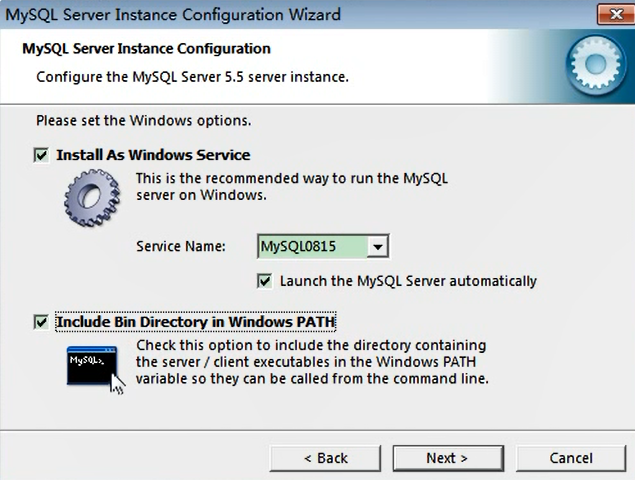 MySQL Server Instance Configuration Wizard
MySQL Server Instance Configuration
Configure the MySQL Server 5.5 server instance.
Please set the Windows options.
Install As Windows Service
This is the recommended way to run the MySQL
server on Windows.
Service Name: MySQL0815
Launch the MySQL Server automatically
Include Bin Directory in Windows PATH
Check this option to include the directory containing
the server / client executables in the Windows PATH
variable so they can be called from the command line.
MySQL>_
< Back Next > Cancel